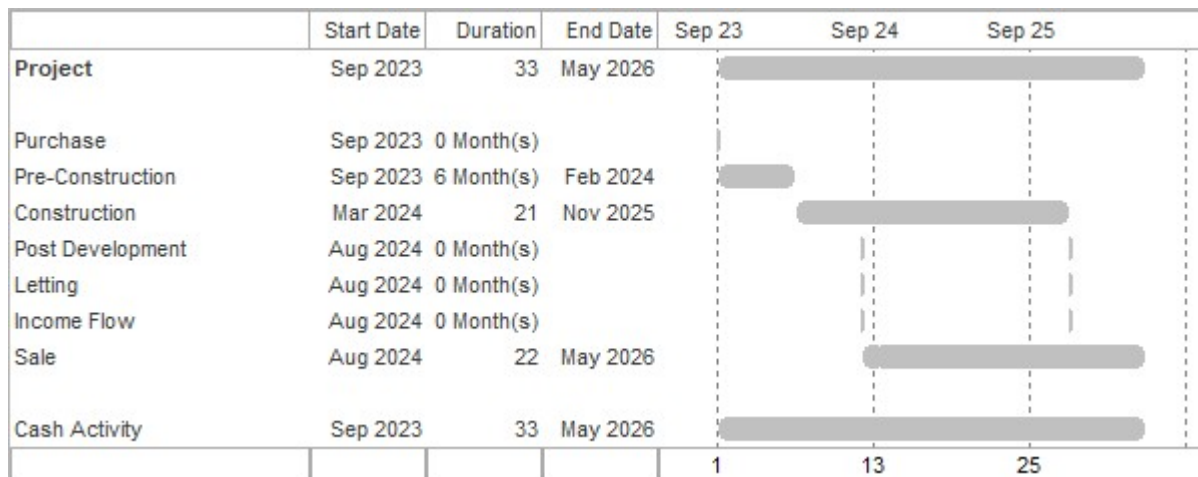 Start Date Duration End Date Sep 23 Sep 24 Sep 25
Project Sep 2023 33 May 2026
Purchase Sep 2023 0 Month(s)
Pre-Construction Sep 2023 6 Month(s) Feb 2024
Construction Mar 2024 21 Nov 2025
Post Development Aug 2024 0 Month(s)
Letting Aug 2024 0 Month(s)
Income Flow Aug 2024 0 Month(s)
Sale Aug 2024 22 May 2026
Cash Activity Sep 2023 33 May 2026
1 13 25